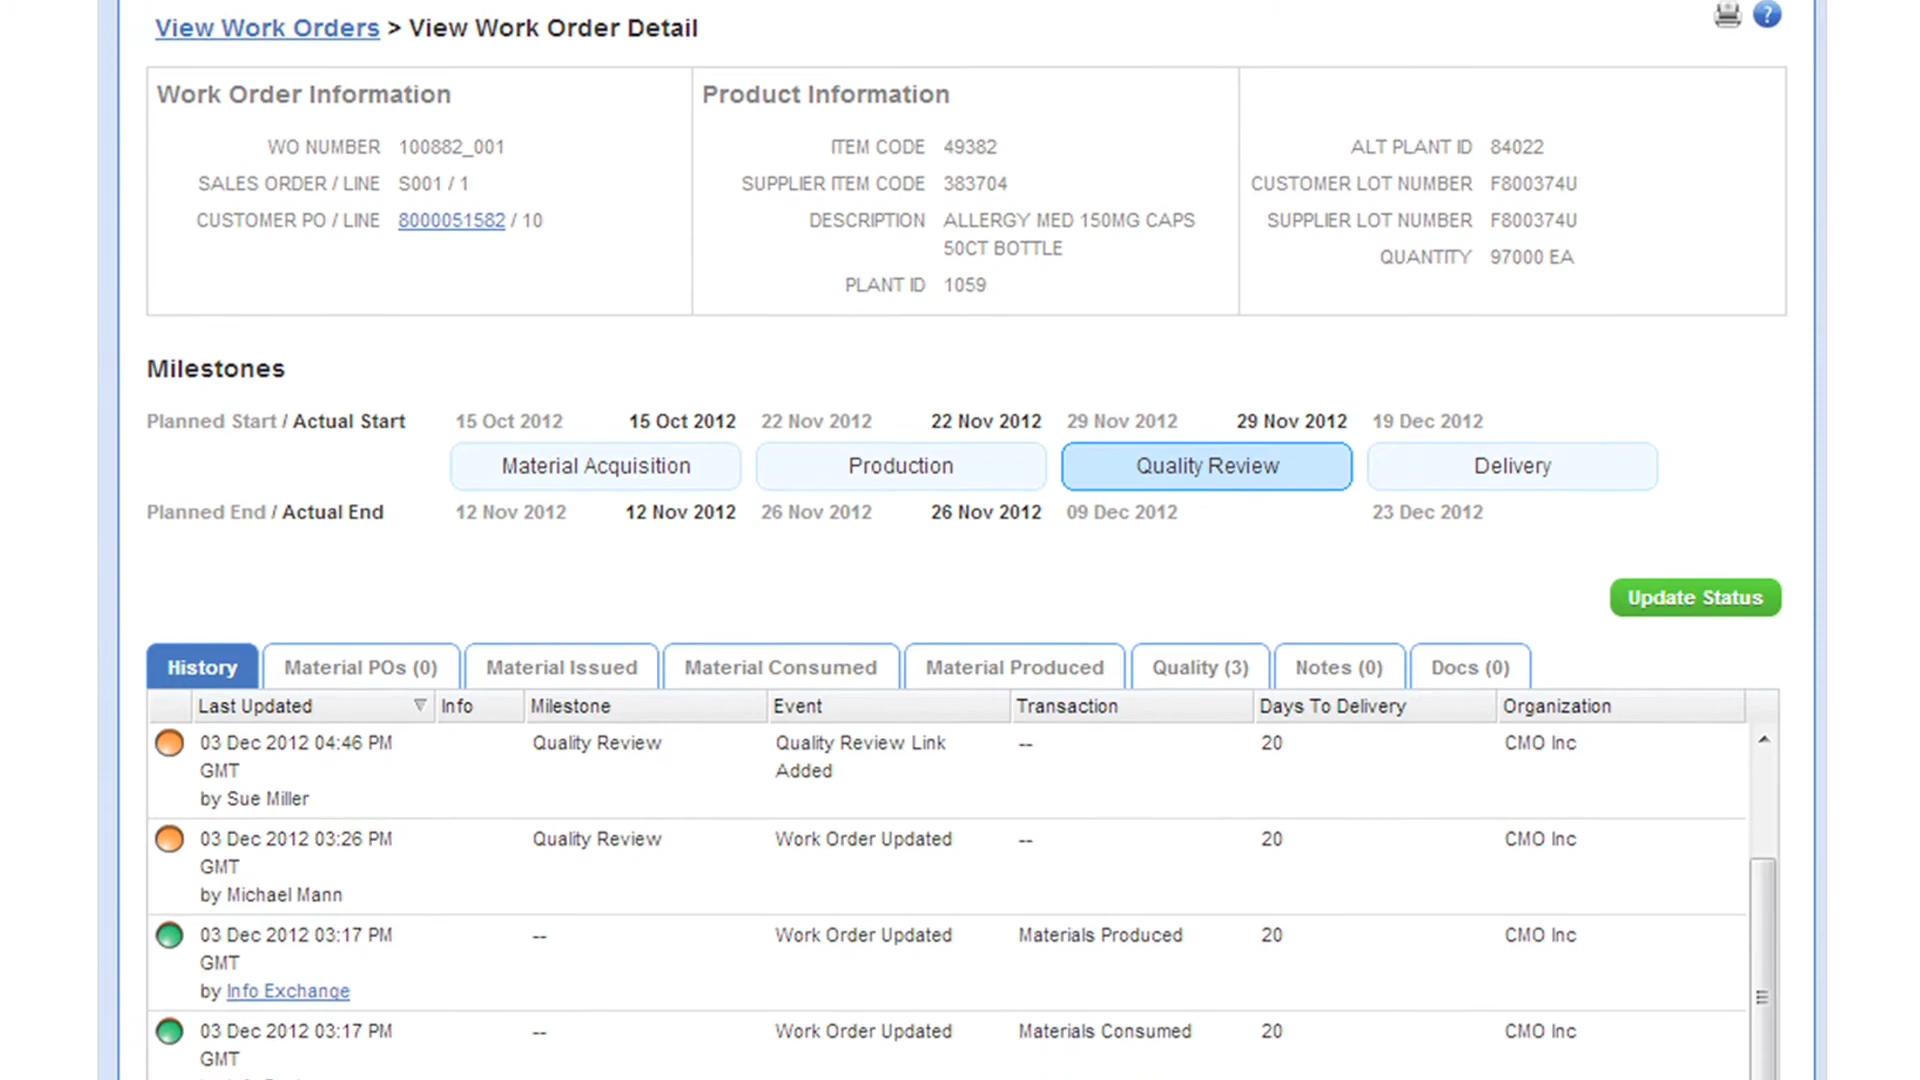 View Work Orders > View Work Order Detail
?
Work Order Information
WO NUMBER 100882_001
SALES ORDER / LINE S001 / 1
CUSTOMER PO / LINE 8000051582 / 10
Product Information
ITEM CODE 49382
SUPPLIER ITEM CODE 383704
DESCRIPTION ALLERGY MED 150MG CAPS
50CT BOTTLE
PLANT ID 1059
ALT PLANT ID 84022
CUSTOMER LOT NUMBER F800374U
SUPPLIER LOT NUMBER F800374U
QUANTITY 97000 EA
Milestones
Planned Start / Actual Start 15 Oct 2012 15 Oct 2012 22 Nov 2012 22 Nov 2012 29 Nov 2012 29 Nov 2012 19 Dec 2012
Material Acquisition Production Quality Review Delivery
Planned End / Actual End 12 Nov 2012 12 Nov 2012 26 Nov 2012 26 Nov 2012 09 Dec 2012 23 Dec 2012
Update Status
History Material POs (0) Material Issued Material Consumed Material Produced Quality (3) Notes (0) Docs (0)
Last Updated Info Milestone Event Transaction Days To Delivery Organization
03 Dec 2012 04:46 PM Quality Review Quality Review Link -- 20 CMO Inc
GMT Added
by Sue Miller
03 Dec 2012 03:26 PM Quality Review Work Order Updated -- 20 CMO Inc
GMT
by Michael Mann
03 Dec 2012 03:17 PM -- Work Order Updated Materials Produced 20 CMO Inc
GMT
by Info Exchange
03 Dec 2012 03:17 PM -- Work Order Updated Materials Consumed 20 CMO Inc
GMT